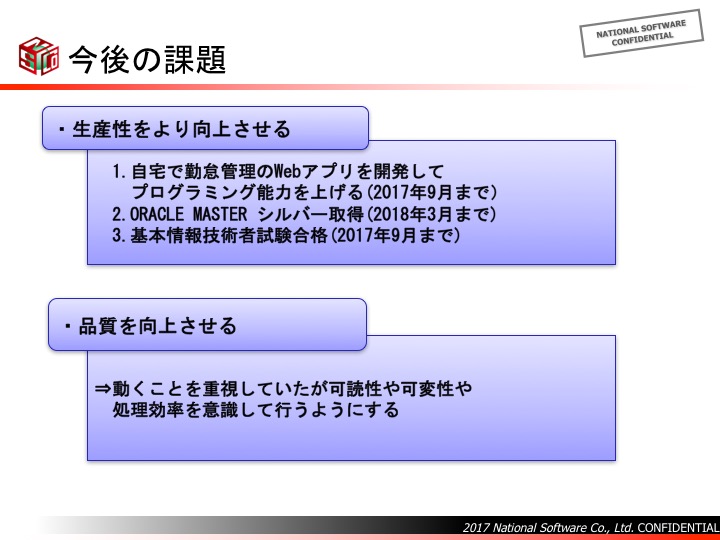 NATIONAL SOFTWARE
CONFIDENTIAL
今後の課題
・生産性をより向上させる
1.自宅で勤怠管理のWebアプリを開発して
プログラミング能力を上げる(2017年9月まで)
2.ORACLE MASTER シルバー取得(2018年3月まで)
3.基本情報技術者試験合格(2017年9月まで)
・品質を向上させる
⇒動くことを重視していたが可読性や可変性や
処理効率を意識して行うようにする
2017 National Software Co., Ltd. CONFIDENTIAL